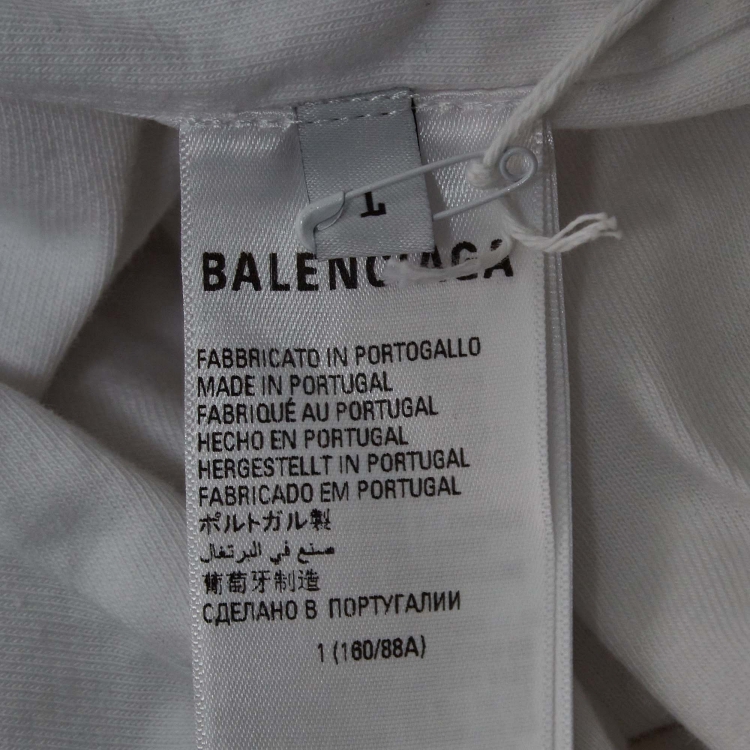 1
BALENCIAGA
FABBRICATO IN PORTOGALLO
MADE IN PORTUGAL
FABRIQUÉ AU PORTUGAL
HECHO EN PORTUGAL
HERGESTELLT IN PORTUGAL
FABRICADO EM PORTUGAL
ポルトガル製
صنع في البرتغال
葡萄牙制造
СДЕЛАНО В ПОРТУГАЛИИ
1 (160/88A)